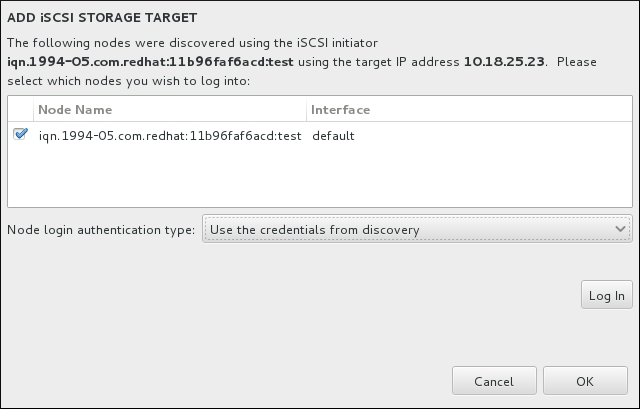 ADD iSCSI STORAGE TARGET
The following nodes were discovered using the iSCSI initiator
iqn.1994-05.com.redhat:11b96faf6acd:test using the target IP address 10.18.25.23.  Please
select which nodes you wish to log into:
Node Name Interface
iqn.1994-05.com.redhat:11b96faf6acd:test default
Node login authentication type: Use the credentials from discovery
Log In
Cancel OK